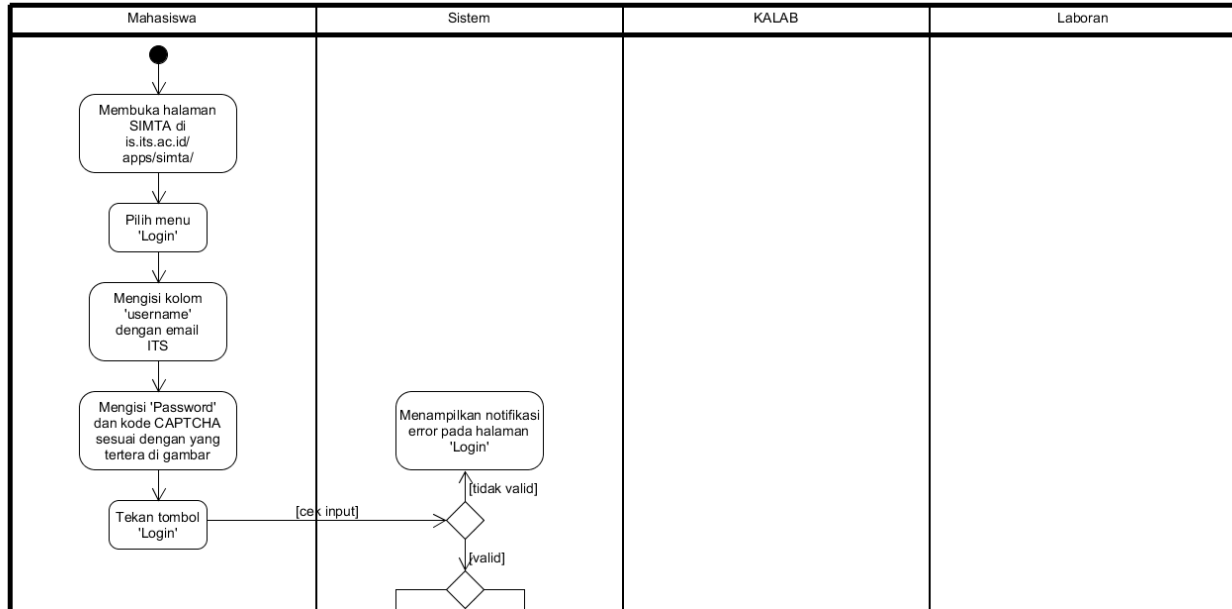 Mahasiswa
Sistem
KALAB
Laboran
Membuka halaman
SIMTA di
is.its.ac.id/
apps/simta/
Pilih menu
'Login'
Mengisi kolom
'username'
dengan email
ITS
Mengisi 'Password'
dan kode CAPTCHA
sesuai dengan yang
tertera di gambar
Menampilkan notifikasi
error pada halaman
'Login'
[tidak valid]
Tekan tombol
'Login'
[cek input]
[valid]